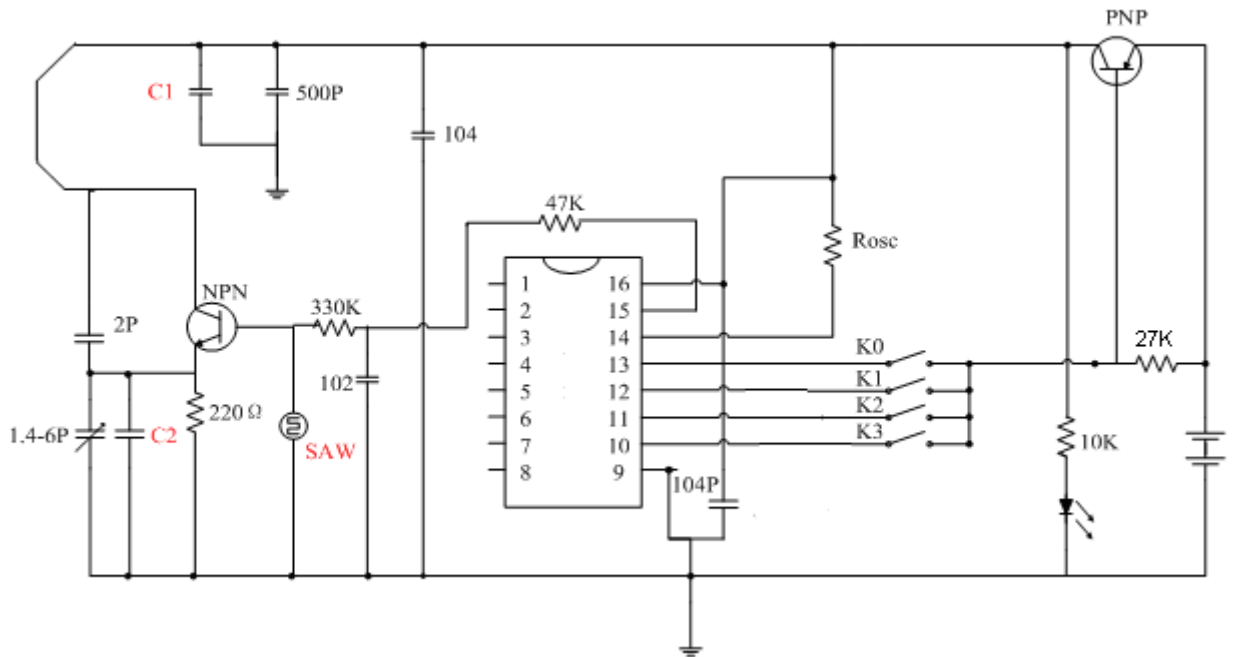 PNP
C1
500P
104
47K
Rosc
NPN
330K
2P
102
220 Ω
1.4-6P
C2
SAW
1 16
2 15
3 14
4 13
5 12
6 11
7 10
8 9
K0
K1
K2
K3
27K
104P
10K